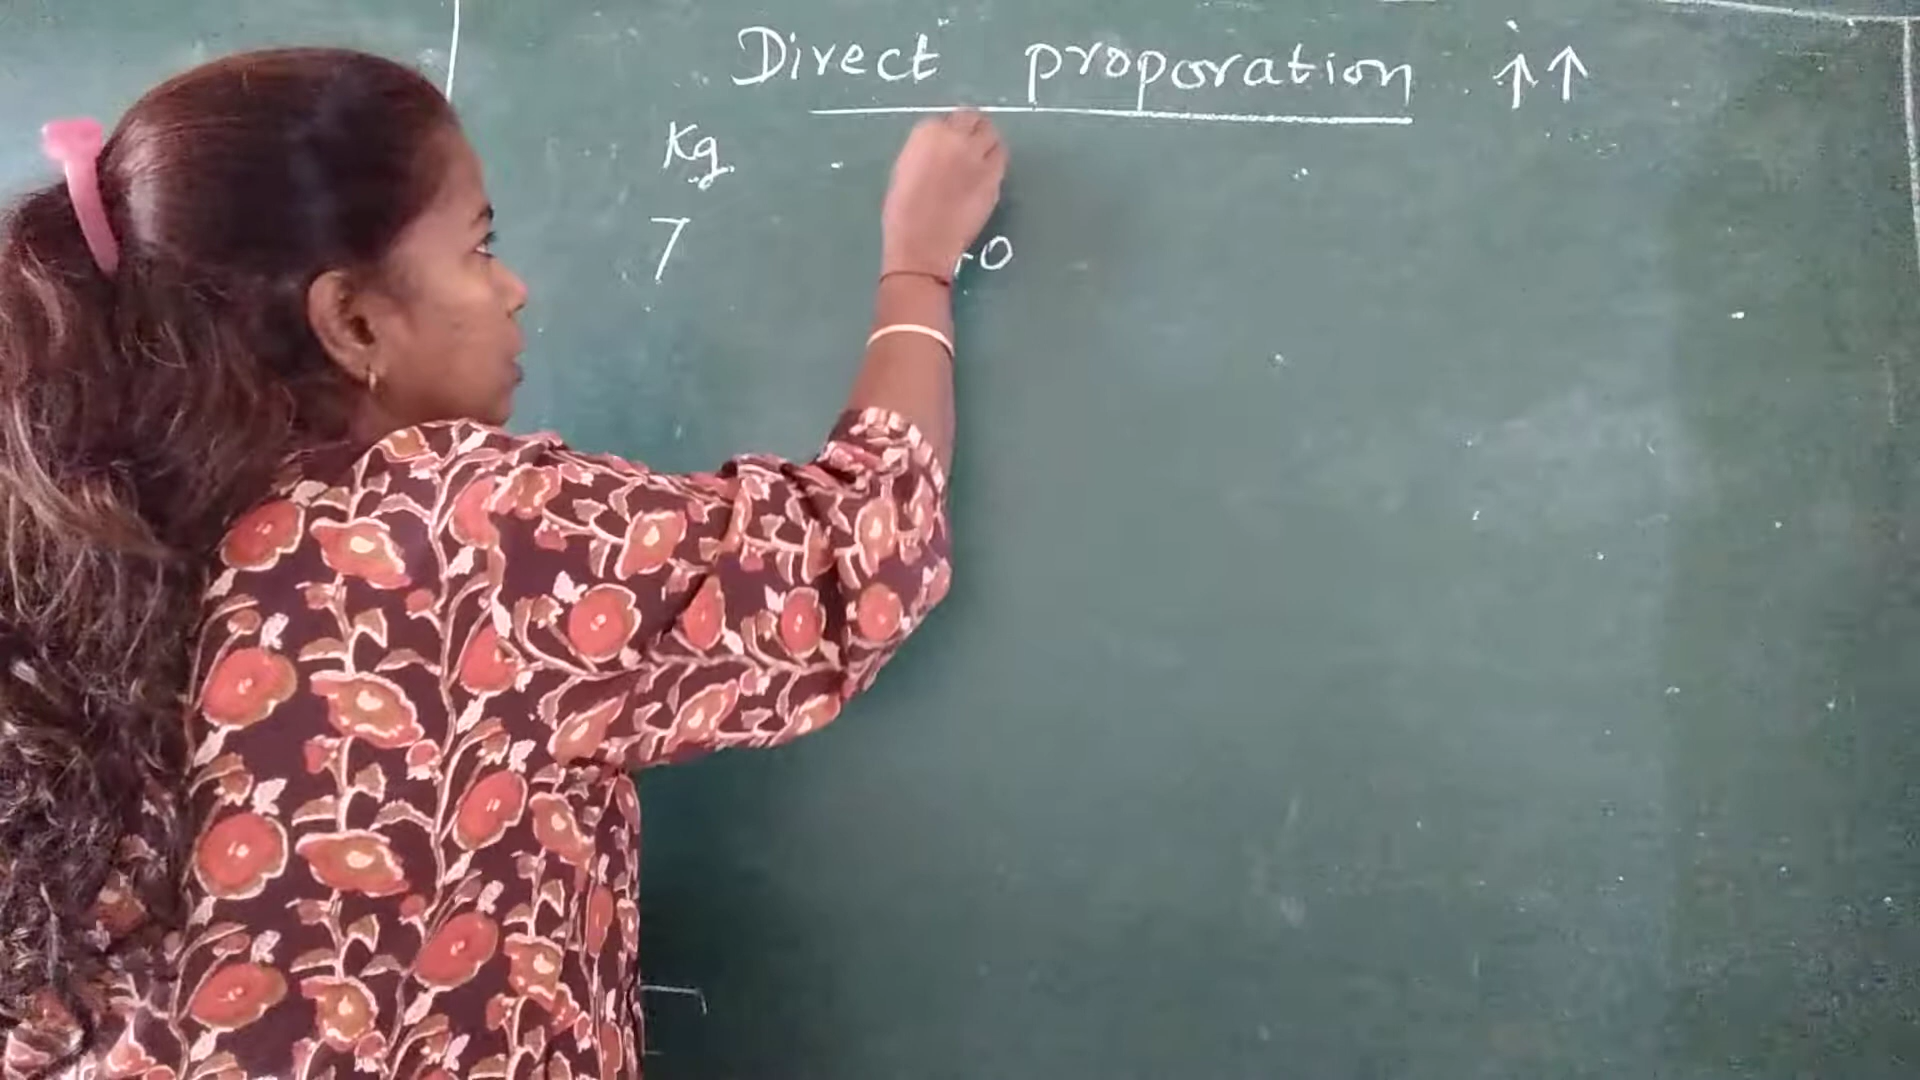 Direct proporation ↑↑
Kg
7